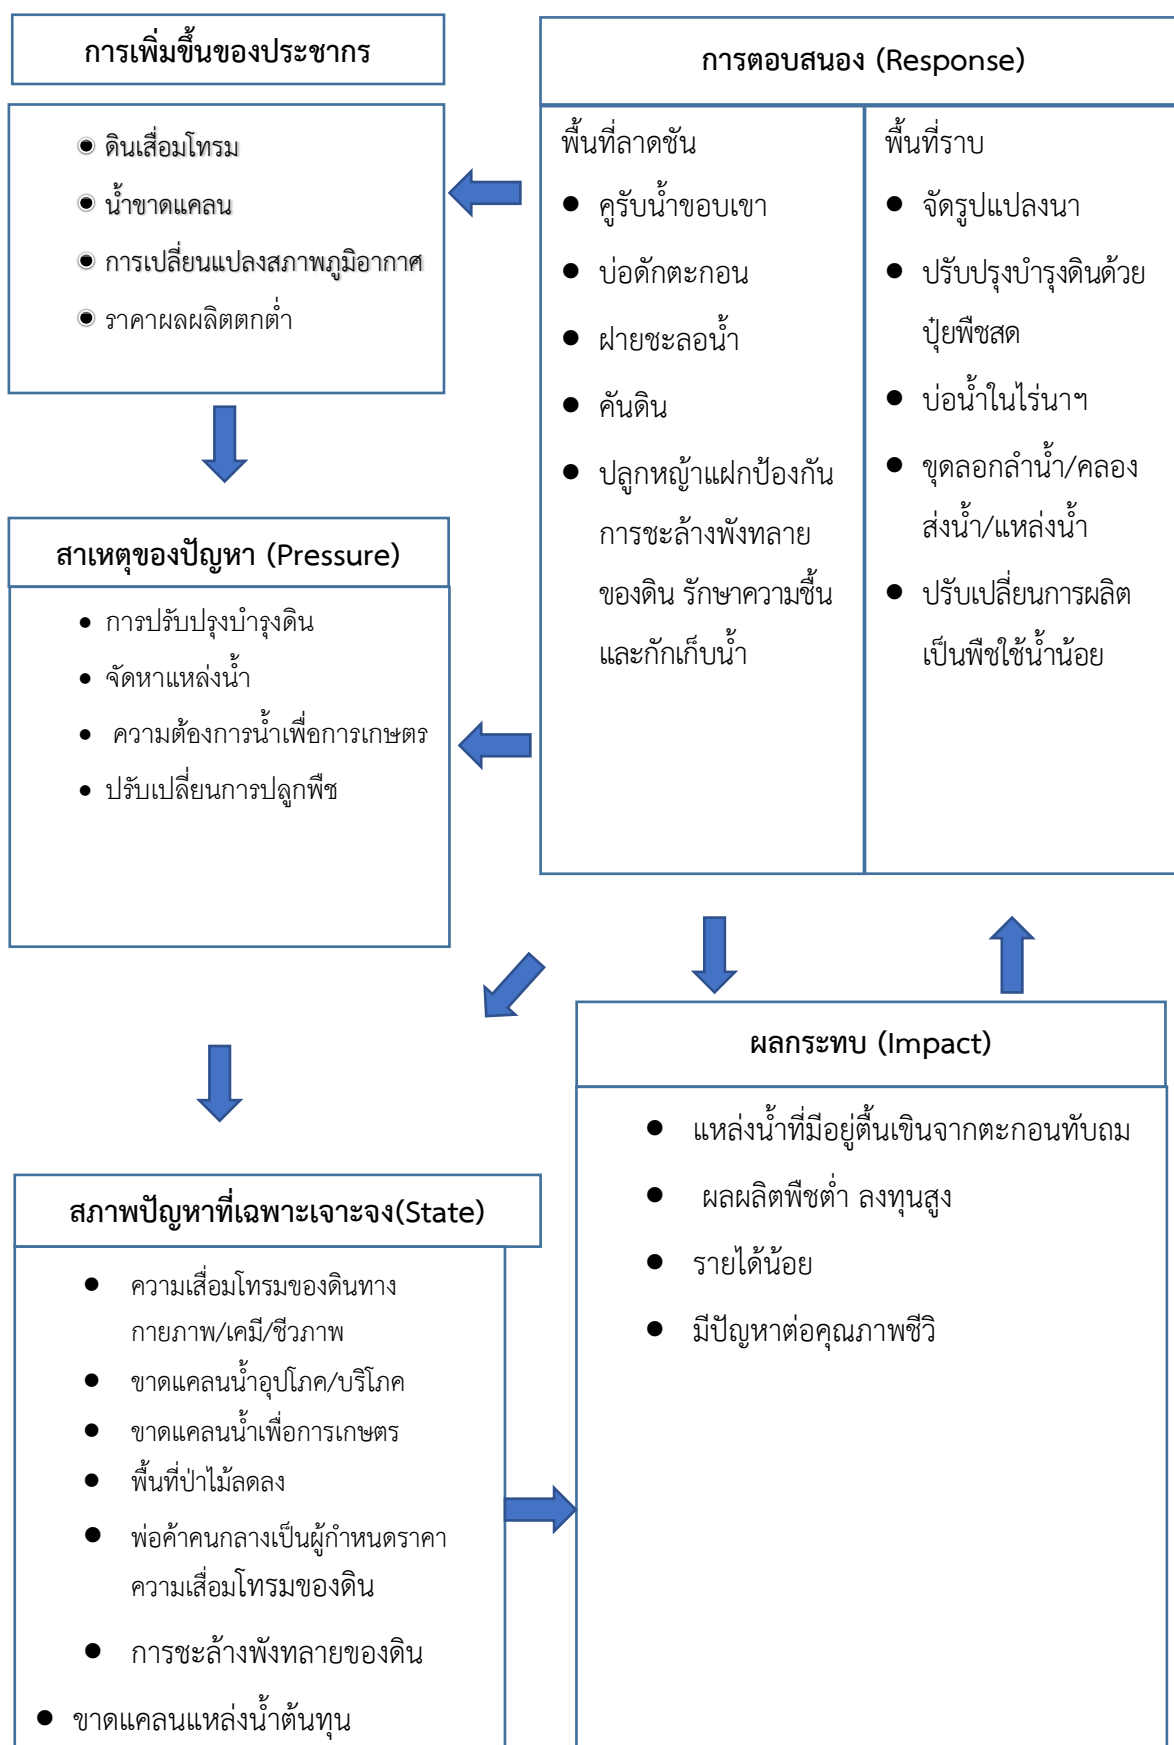 การเพิ่มขึ้นของประชากร
ดินเสื่อมโทรม
น้ำขาดแคลน
การเปลี่ยนแปลงสภาพภูมิอากาศ
ราคาผลผลิตตกต่ำ
การตอบสนอง (Response)
พื้นที่ลาดชัน
คูรับน้ำขอบเขา
บ่อดักตะกอน
ฝายชะลอน้ำ
คันดิน
ปลูกหญ้าแฝกป้องกัน
การชะล้างพังทลาย
ของดิน รักษาความชื้น
และกักเก็บน้ำ
พื้นที่ราบ
จัดรูปแปลงนา
ปรับปรุงบำรุงดินด้วย
ปุ๋ยพืชสด
บ่อน้ำในไร่นาฯ
ขุดลอกลำน้ำ/คลอง
ส่งน้ำ/แหล่งน้ำ
ปรับเปลี่ยนการผลิต
เป็นพืชใช้น้ำน้อย
สาเหตุของปัญหา (Pressure)
การปรับปรุงบำรุงดิน
จัดหาแหล่งน้ำ
ความต้องการน้ำเพื่อการเกษตร
ปรับเปลี่ยนการปลูกพืช
สภาพปัญหาที่เฉพาะเจาะจง(State)
ความเสื่อมโทรมของดินทาง
กายภาพ/เคมี/ชีวภาพ
ขาดแคลนน้ำอุปโภค/บริโภค
ขาดแคลนน้ำเพื่อการเกษตร
พื้นที่ป่าไม้ลดลง
พ่อค้าคนกลางเป็นผู้กำหนดราคา
ความเสื่อมโทรมของดิน
การชะล้างพังทลายของดิน
ขาดแคลนแหล่งน้ำต้นทุน
ผลกระทบ (Impact)
แหล่งน้ำที่มีอยู่ตื้นเขินจากตะกอนทับถม
ผลผลิตพืชต่ำ ลงทุนสูง
รายได้น้อย
มีปัญหาต่อคุณภาพชีวิ